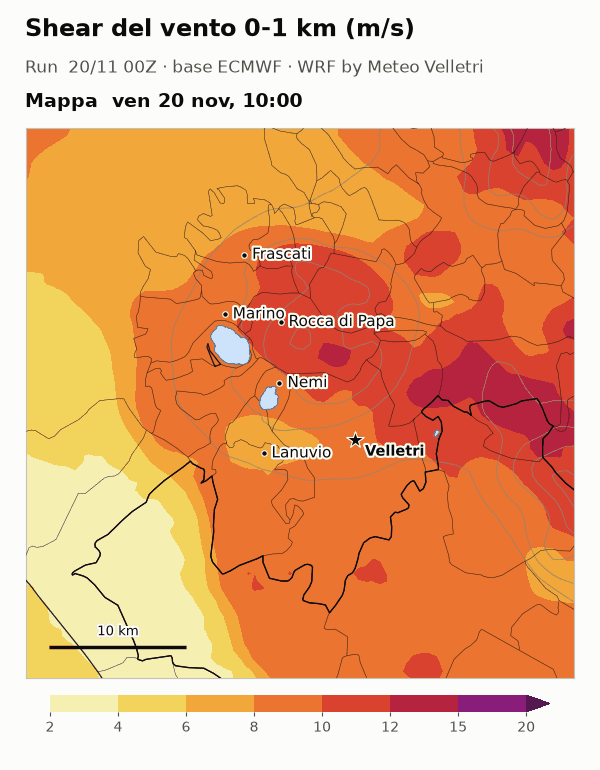 Shear del vento 0-1 km (m/s)
Run  20/11 00Z · base ECMWF · WRF by Meteo Velletri
Mappa  ven 20 nov, 10:00
Frascati
Marino
Rocca di Papa
Nemi
Velletri
Lanuvio
10 km
2 4 6 8 10 12 15 20